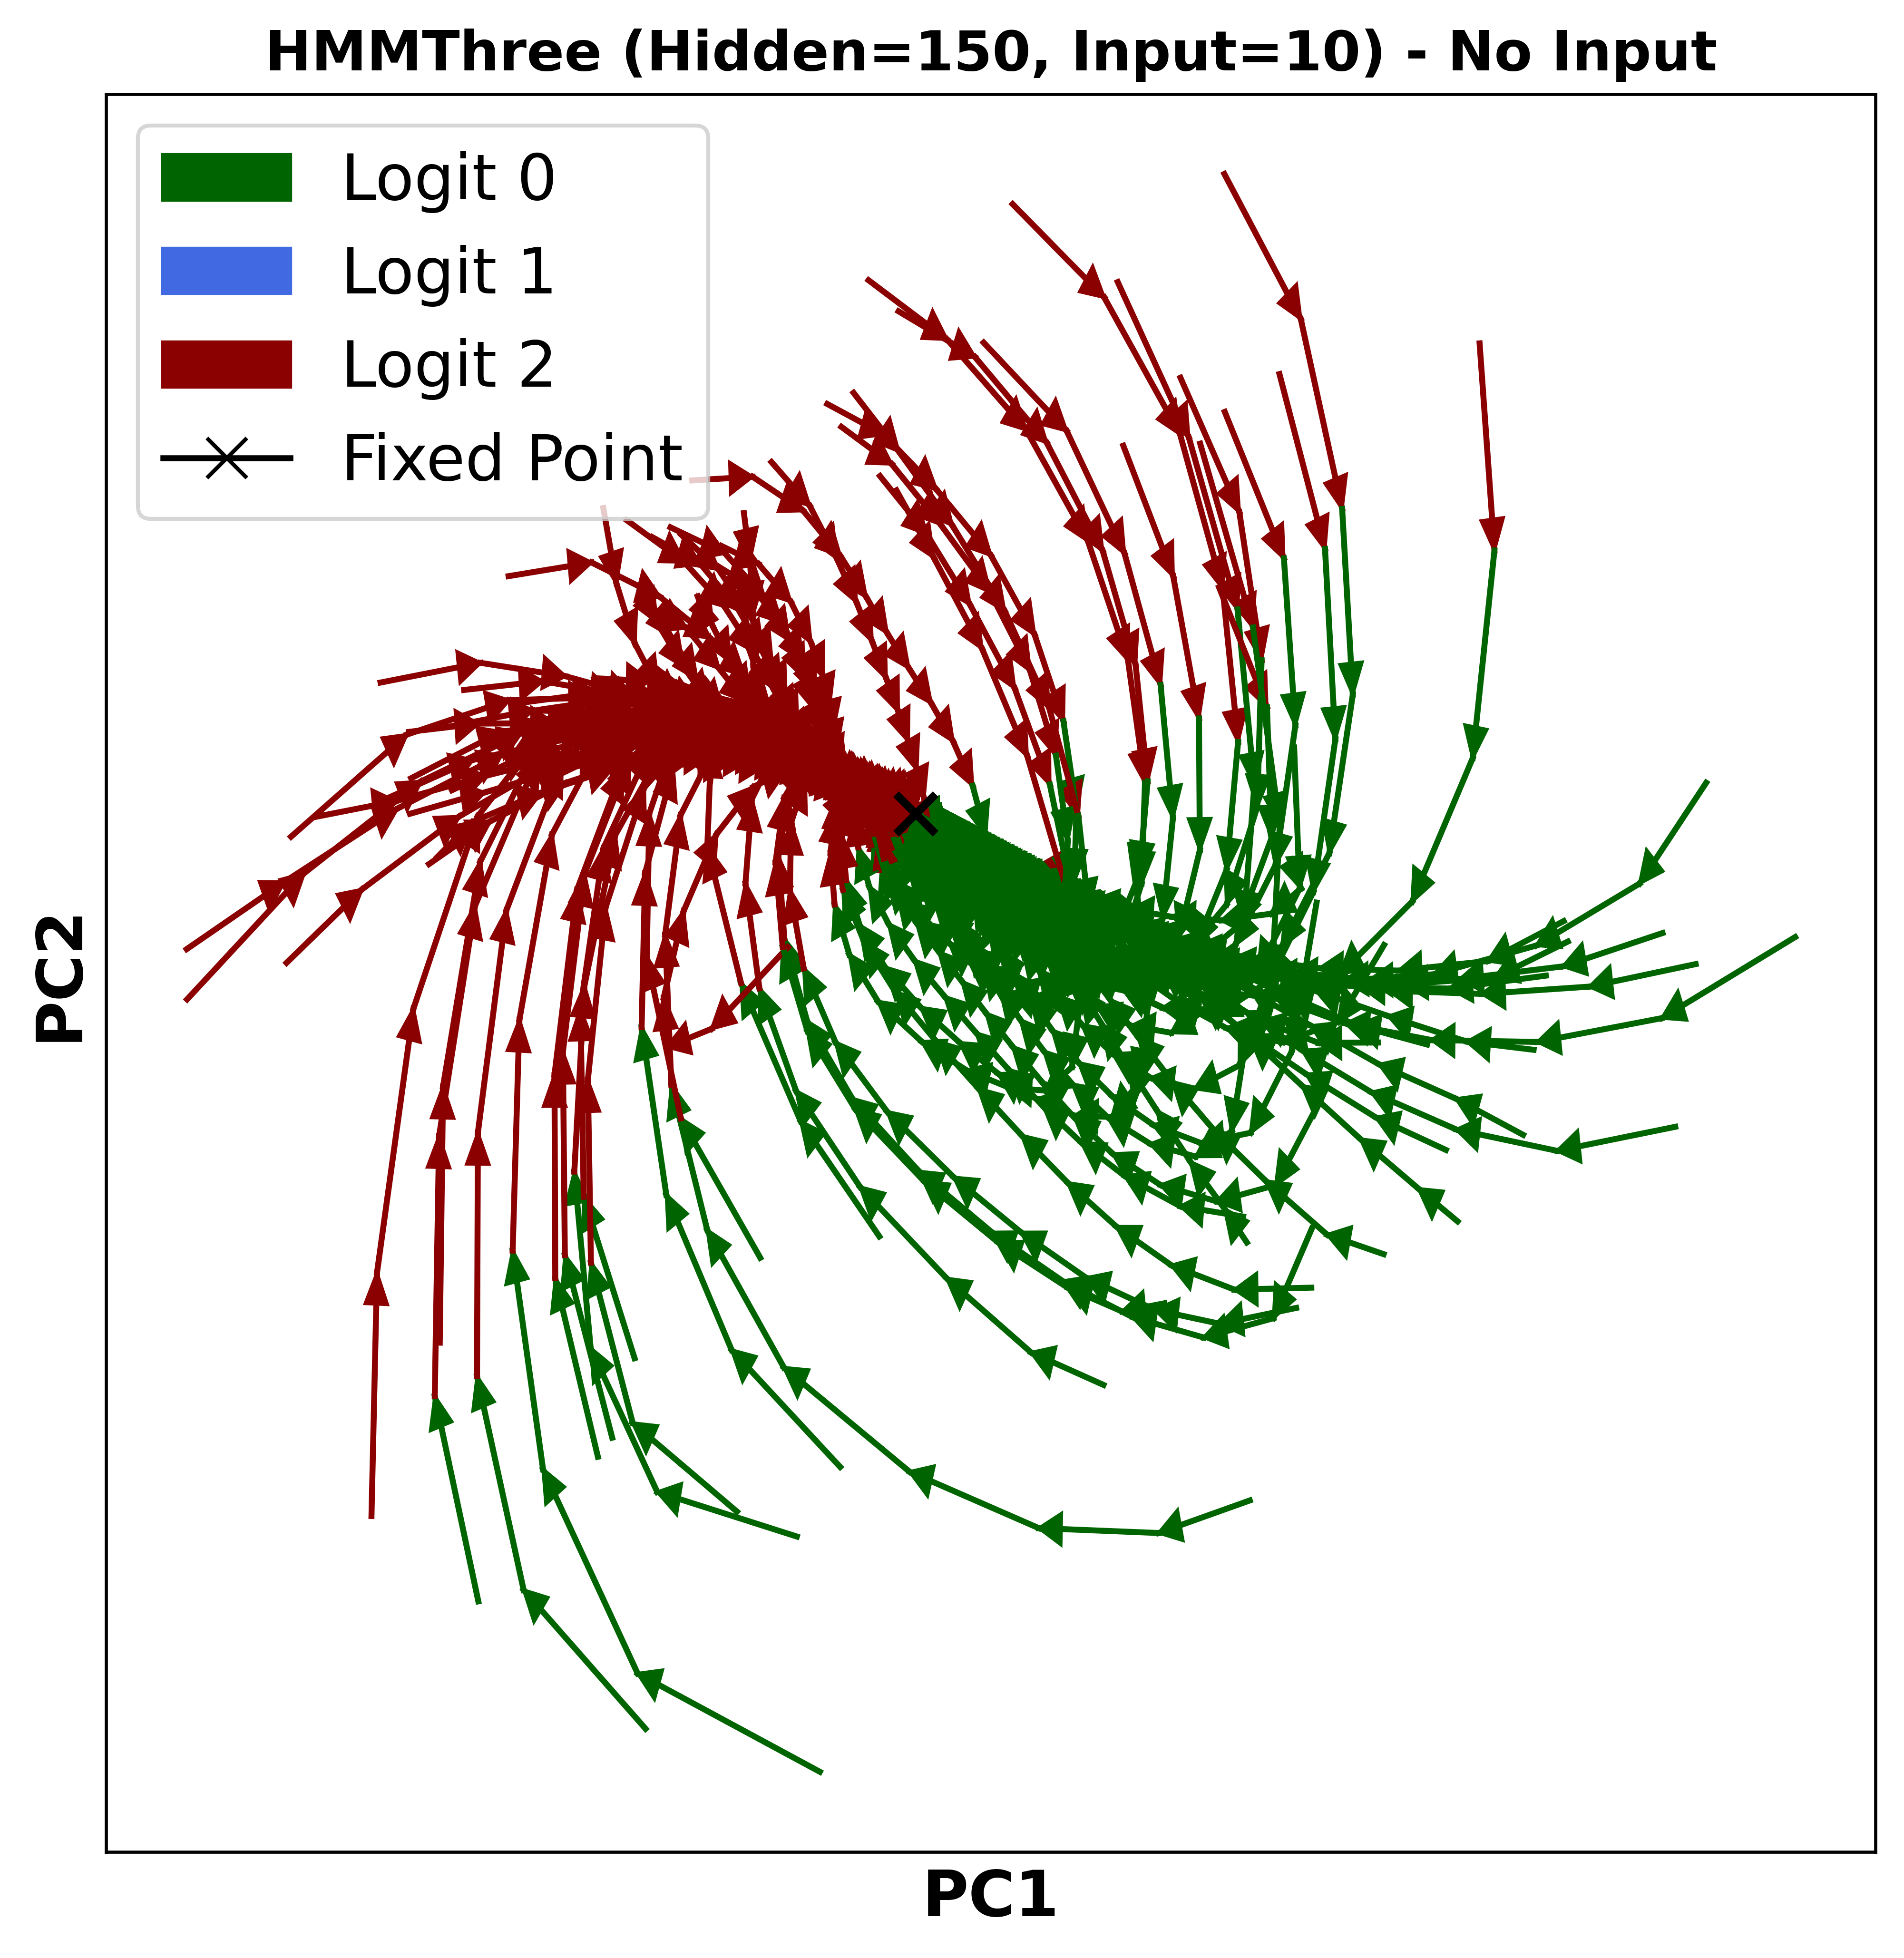 HMMThree (Hidden=150, Input=10) - No Input
Logit 0
Logit 1
Logit 2
Fixed Point
PC2
PC1